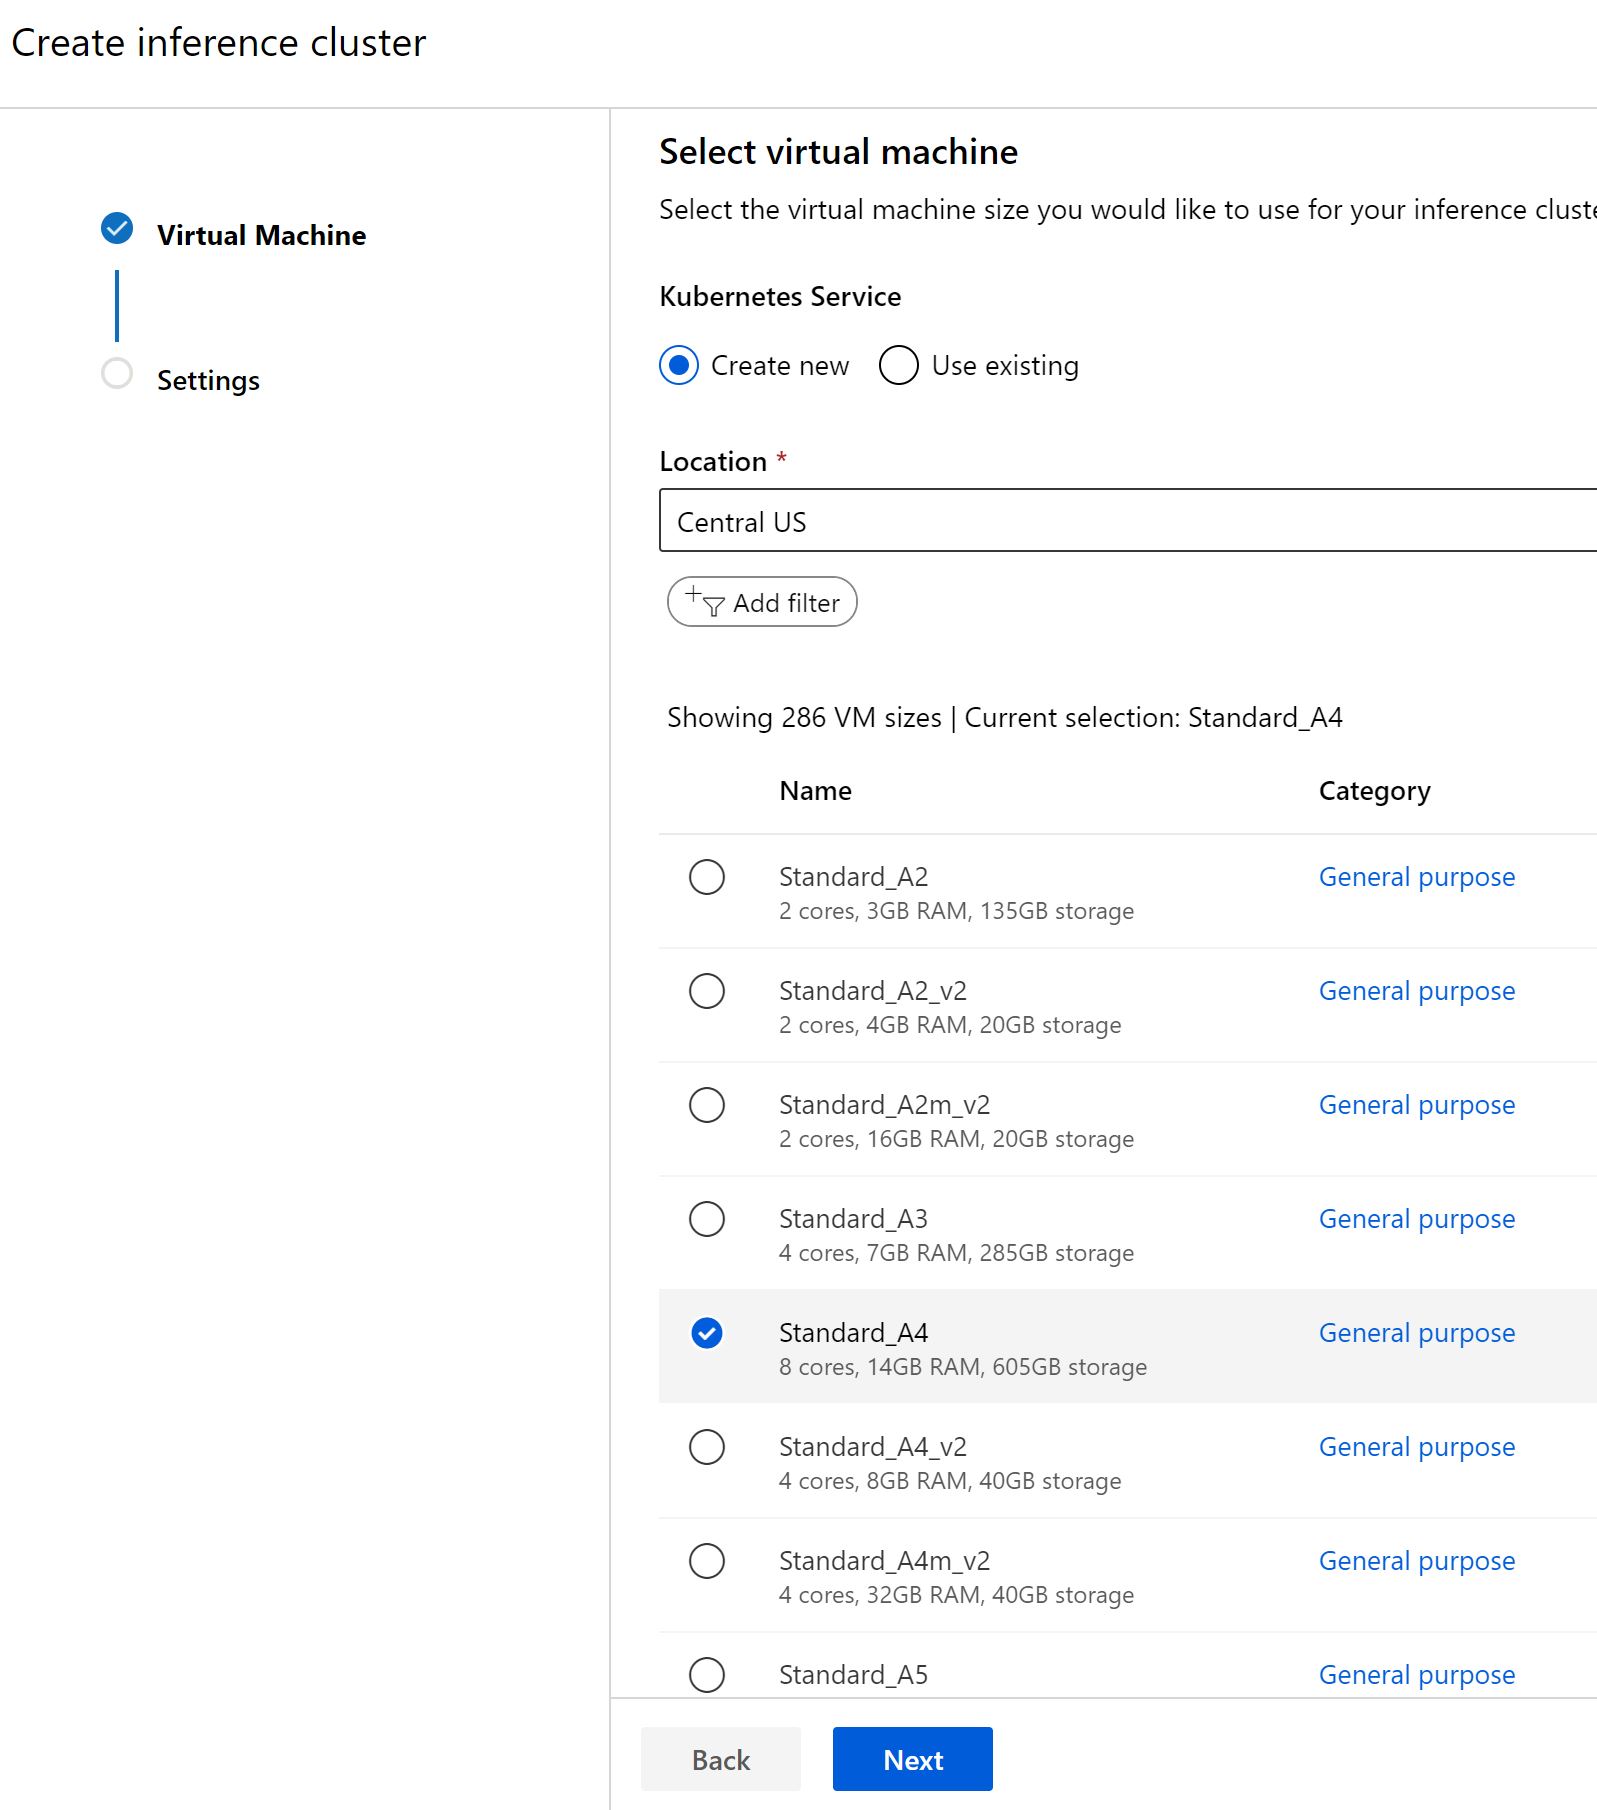 Create inference cluster
Virtual Machine
Settings
Select virtual machine
Select the virtual machine size you would like to use for your inference
Kubernetes Service
Create new Use existing
Location *
Central US
Add filter
Showing 286 VM sizes | Current selection: Standard_A4
Name Category
Standard_A2 General purpose
2 cores, 3GB RAM, 135GB storage
Standard_A2_v2 General purpose
2 cores, 4GB RAM, 20GB storage
Standard_A2m_v2 General purpose
2 cores, 16GB RAM, 20GB storage
Standard_A3 General purpose
4 cores, 7GB RAM, 285GB storage
Standard_A4 General purpose
8 cores, 14GB RAM, 605GB storage
Standard_A4_v2 General purpose
4 cores, 8GB RAM, 40GB storage
Standard_A4m_v2 General purpose
4 cores, 32GB RAM, 40GB storage
Standard_A5 General purpose
Back Next